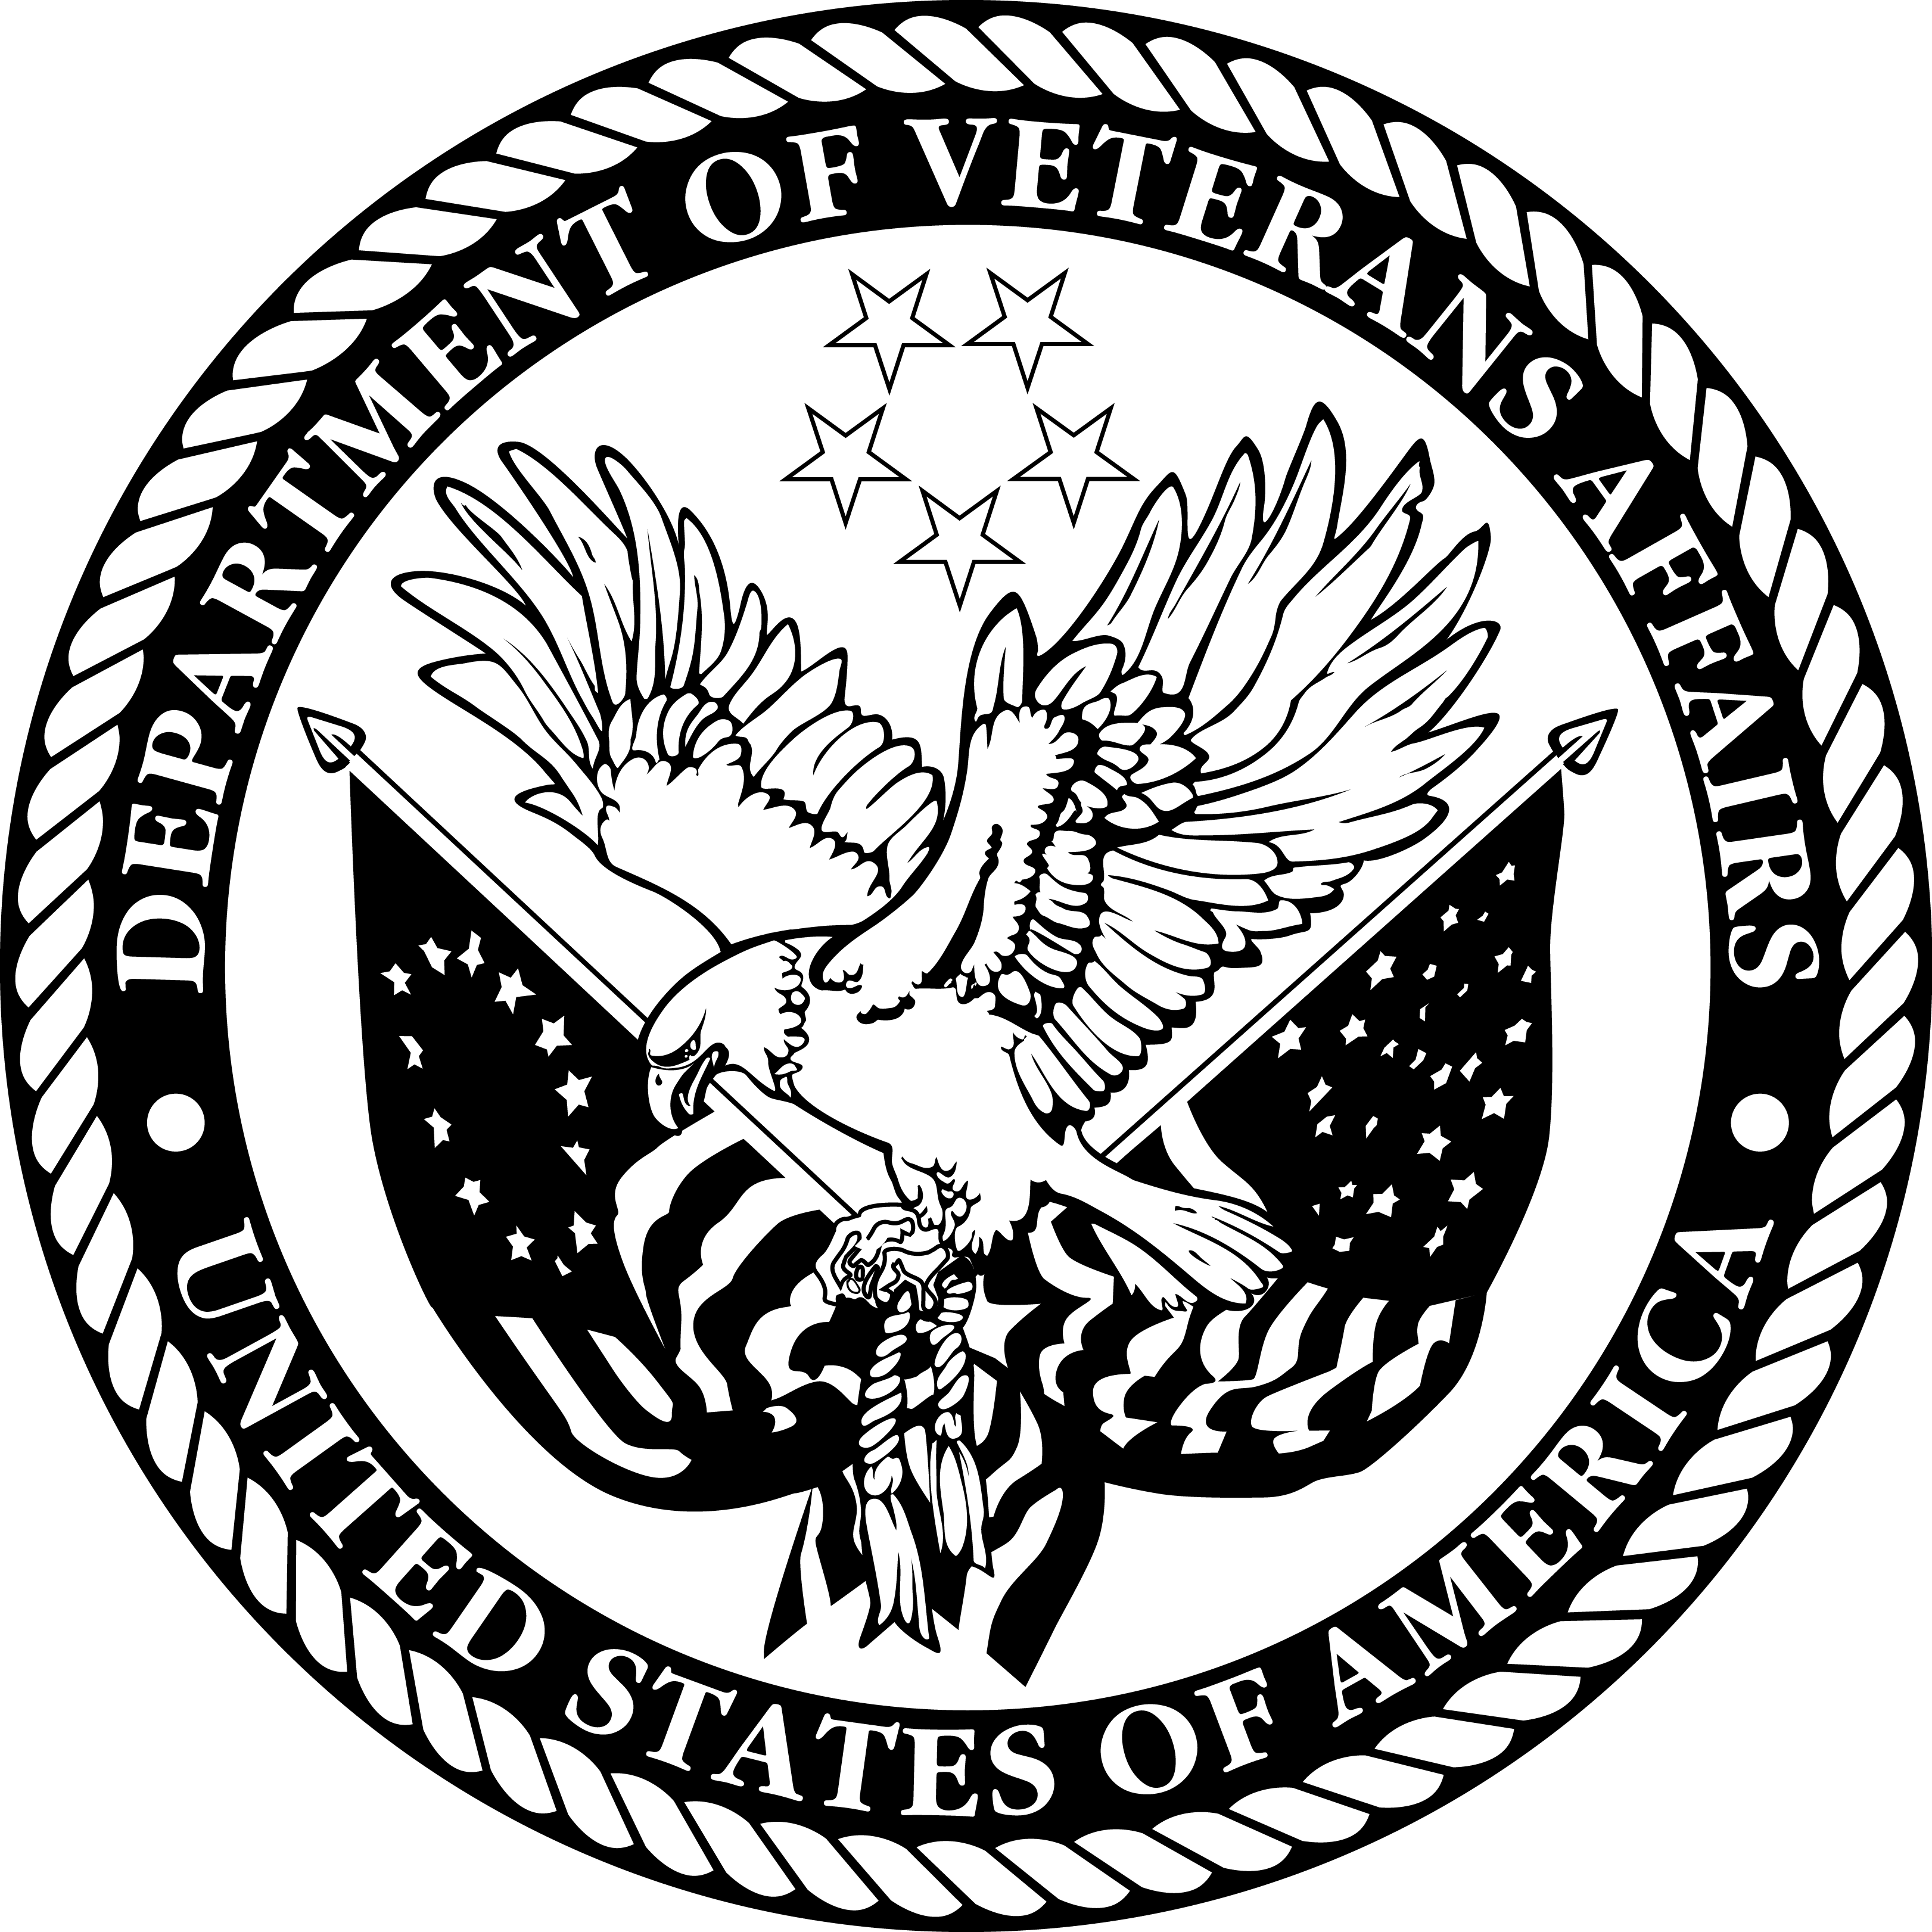 DEPARTMENT OF VETERANS AFFAIRS
UNITED STATES OF AMERICA